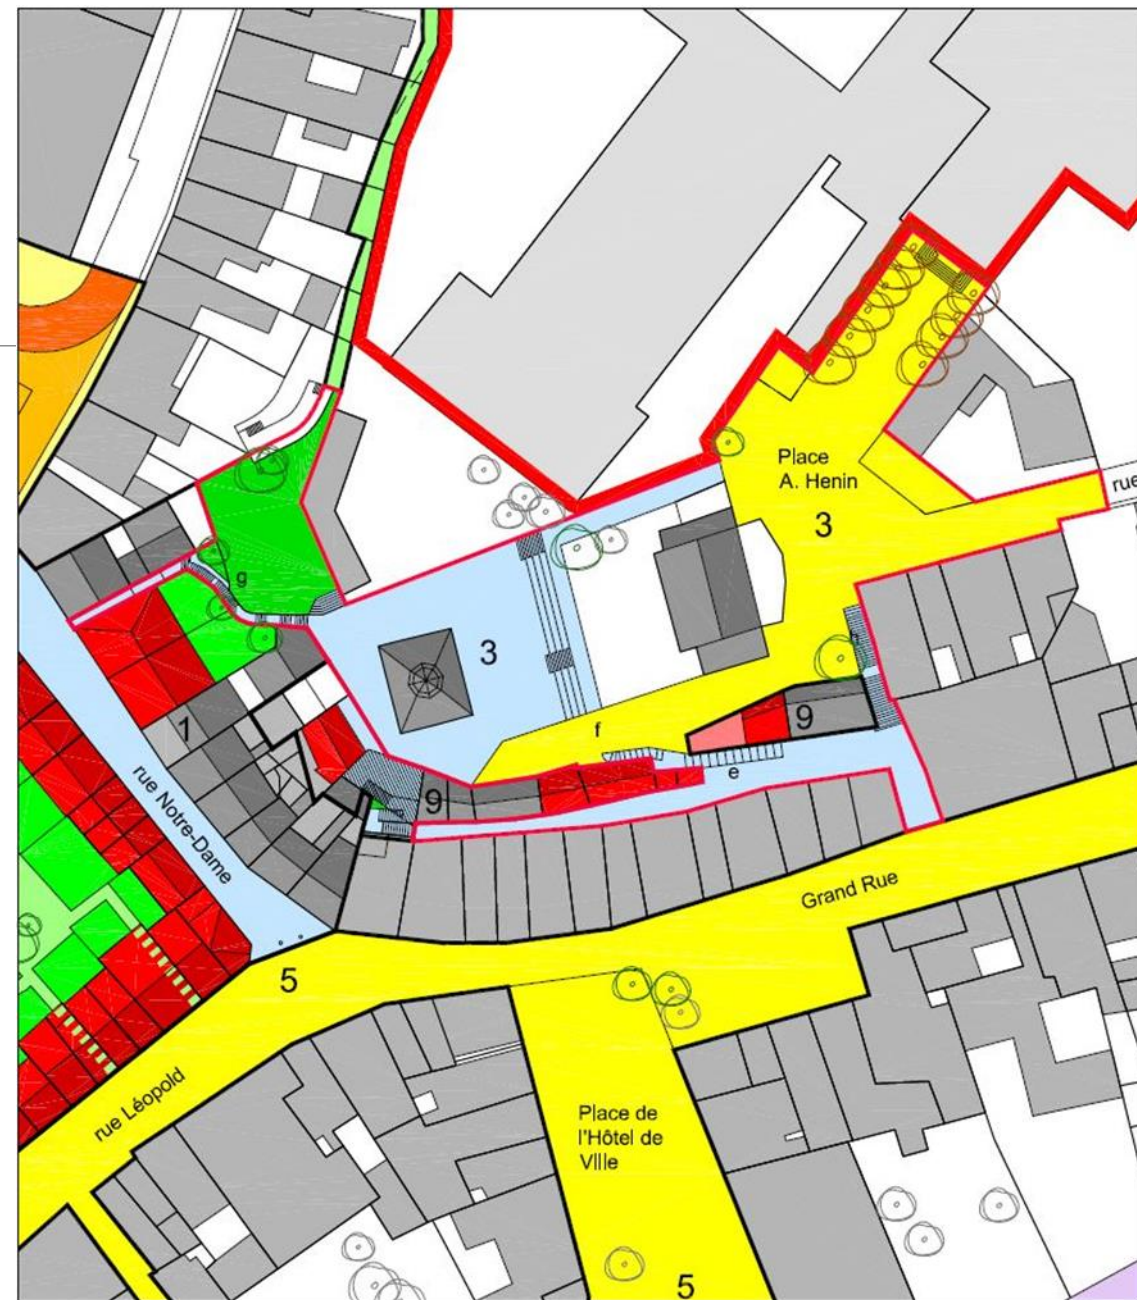 Place
A. Henin
rue
3
g
3
f
9
1
e
9
rue Notre-Dame
Grand Rue
5
rue Léopold
Place de
l'Hôtel de
VIlle
5